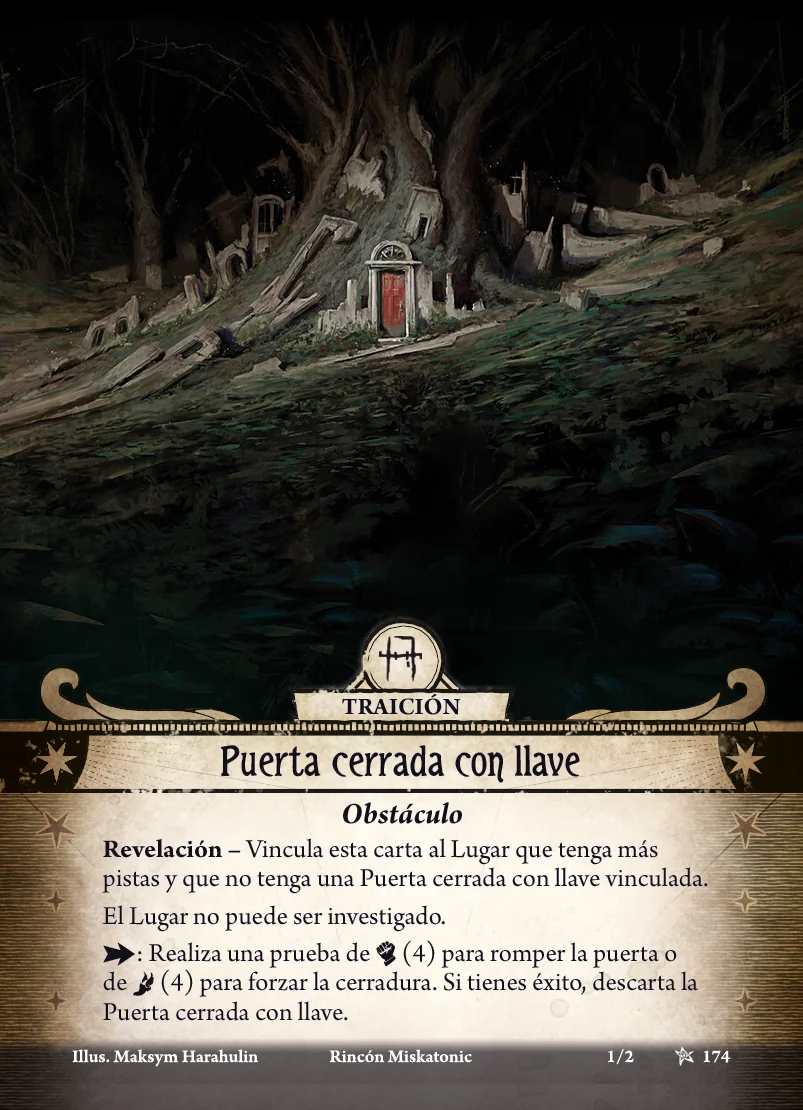 TRAICIÓN
Puerta cerrada con llave
Obstáculo
Revelación – Vincula esta carta al Lugar que tenga más
pistas y que no tenga una Puerta cerrada con llave vinculada.
El Lugar no puede ser investigado.
: Realiza una prueba de (4) para romper la puerta o
de (4) para forzar la cerradura. Si tienes éxito, descarta la
Puerta cerrada con llave.
Illus. Maksym Harahulin Rincón Miskatonic 1/2 174